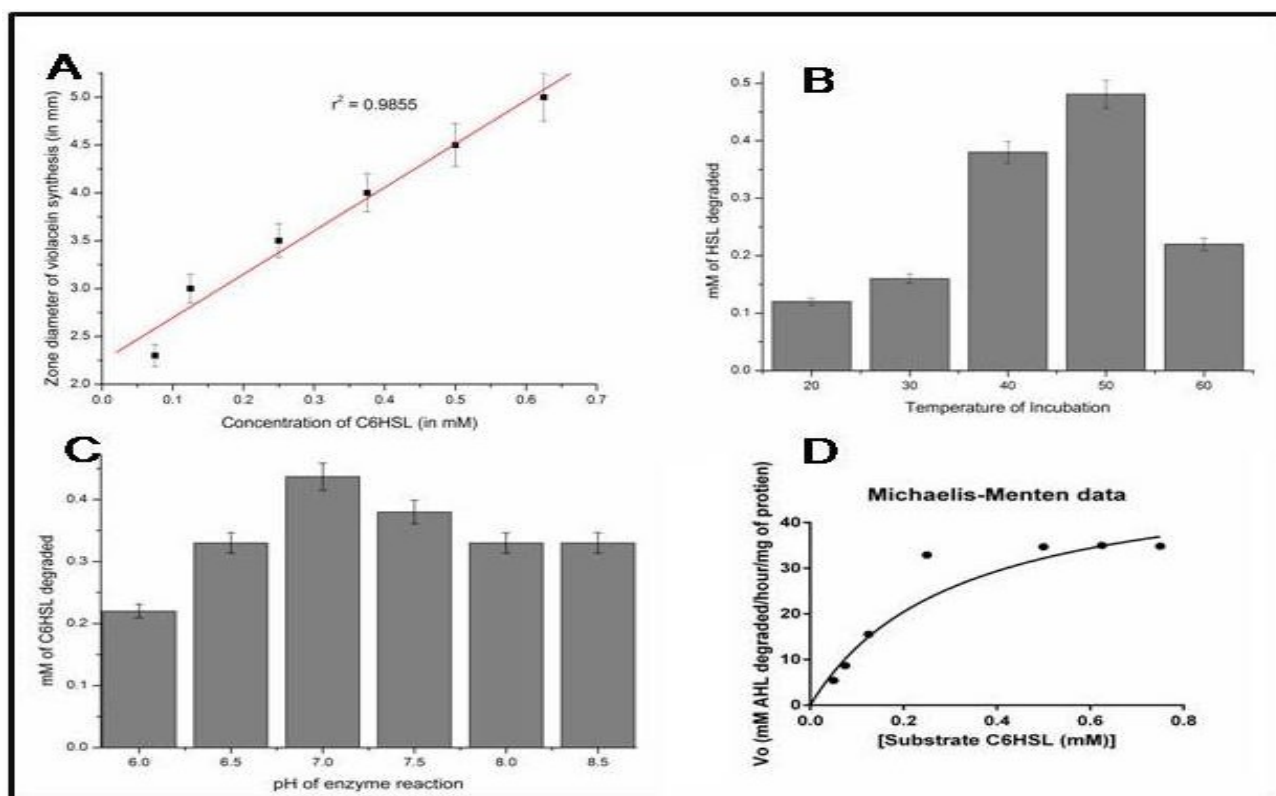 A
r² = 0.9855
Zone diameter of violacein synthesis (in mm)
5.0
4.5
4.0
3.5
3.0
2.5
2.0
0.0 0.1 0.2 0.3 0.4 0.5 0.6 0.7
Concentration of C6HSL (in mM)
B
mM of HSL degraded
0.5
0.4
0.3
0.2
0.1
0.0
20 30 40 50 60
Temperature of Incubation
C
mM of C6HSL degraded
0.4
0.3
0.2
0.1
0.0
6.0 6.5 7.0 7.5 8.0 8.5
pH of enzyme reaction
D
Michaelis-Menten data
Vo (mM AHL degraded/hour/mg of protien)
40
30
20
10
0
0.0 0.2 0.4 0.6 0.8
[Substrate C6HSL (mM)]